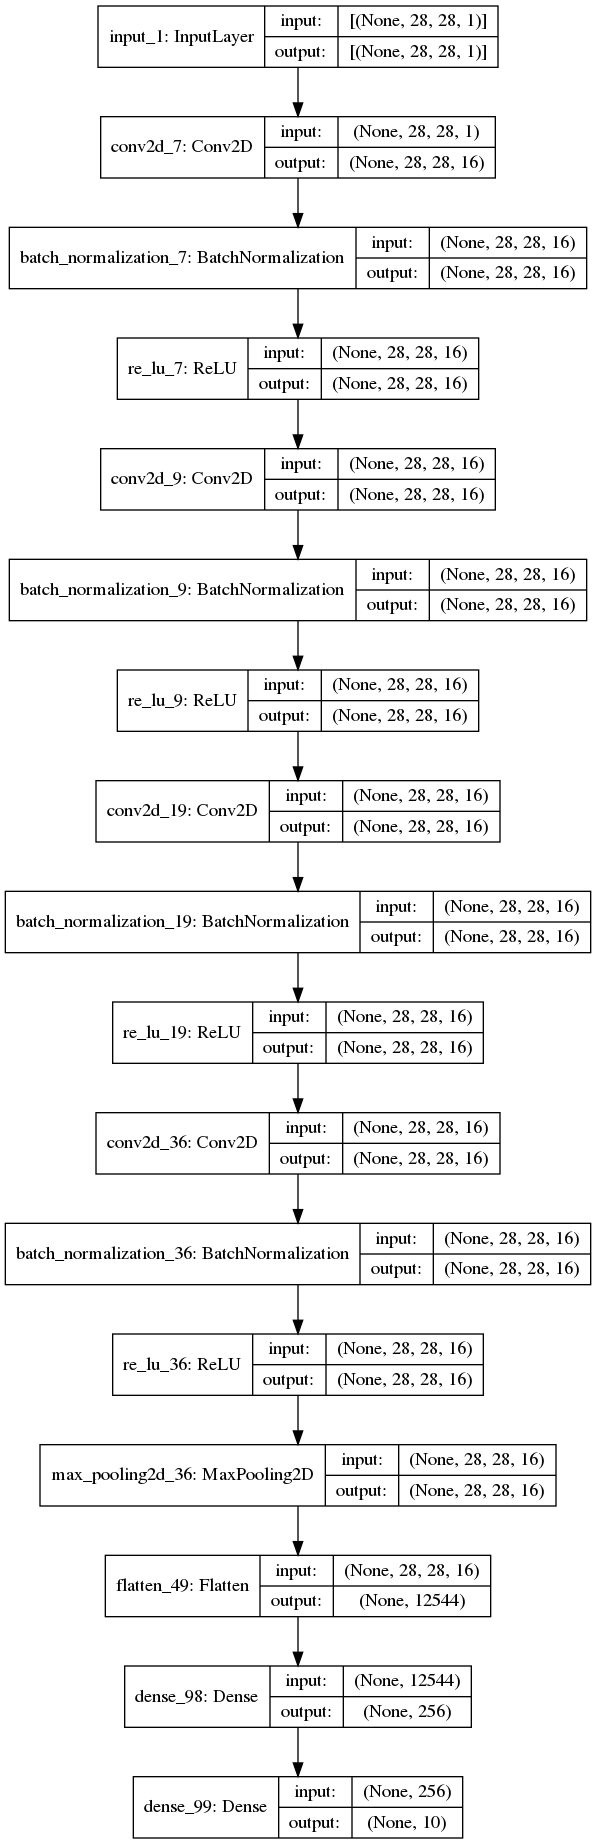 input_1: InputLayer
input:
[(None, 28, 28, 1)]
output:
[(None, 28, 28, 1)]
conv2d_7: Conv2D
input:
(None, 28, 28, 1)
output:
(None, 28, 28, 16)
batch_normalization_7: BatchNormalization
input:
(None, 28, 28, 16)
output:
(None, 28, 28, 16)
re_lu_7: ReLU
input:
(None, 28, 28, 16)
output:
(None, 28, 28, 16)
conv2d_9: Conv2D
input:
(None, 28, 28, 16)
output:
(None, 28, 28, 16)
batch_normalization_9: BatchNormalization
input:
(None, 28, 28, 16)
output:
(None, 28, 28, 16)
re_lu_9: ReLU
input:
(None, 28, 28, 16)
output:
(None, 28, 28, 16)
conv2d_19: Conv2D
input:
(None, 28, 28, 16)
output:
(None, 28, 28, 16)
batch_normalization_19: BatchNormalization
input:
(None, 28, 28, 16)
output:
(None, 28, 28, 16)
re_lu_19: ReLU
input:
(None, 28, 28, 16)
output:
(None, 28, 28, 16)
conv2d_36: Conv2D
input:
(None, 28, 28, 16)
output:
(None, 28, 28, 16)
batch_normalization_36: BatchNormalization
input:
(None, 28, 28, 16)
output:
(None, 28, 28, 16)
re_lu_36: ReLU
input:
(None, 28, 28, 16)
output:
(None, 28, 28, 16)
max_pooling2d_36: MaxPooling2D
input:
(None, 28, 28, 16)
output:
(None, 28, 28, 16)
flatten_49: Flatten
input:
(None, 28, 28, 16)
output:
(None, 12544)
dense_98: Dense
input:
(None, 12544)
output:
(None, 256)
dense_99: Dense
input:
(None, 256)
output:
(None, 10)